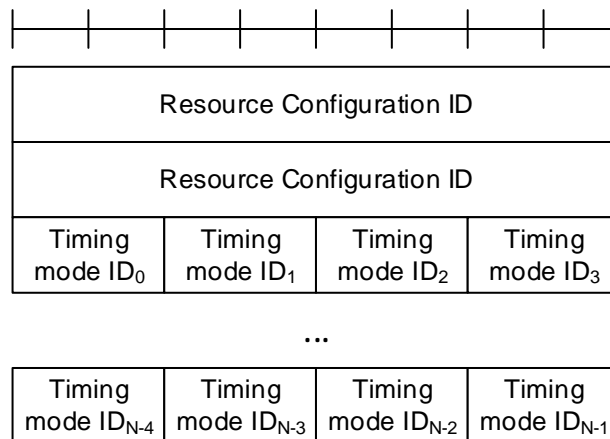 Resource Configuration ID
Resource Configuration ID
Timing mode ID₀ Timing mode ID₁ Timing mode ID₂ Timing mode ID₃
...
Timing mode IDN-4 Timing mode IDN-3 Timing mode IDN-2 Timing mode IDN-1